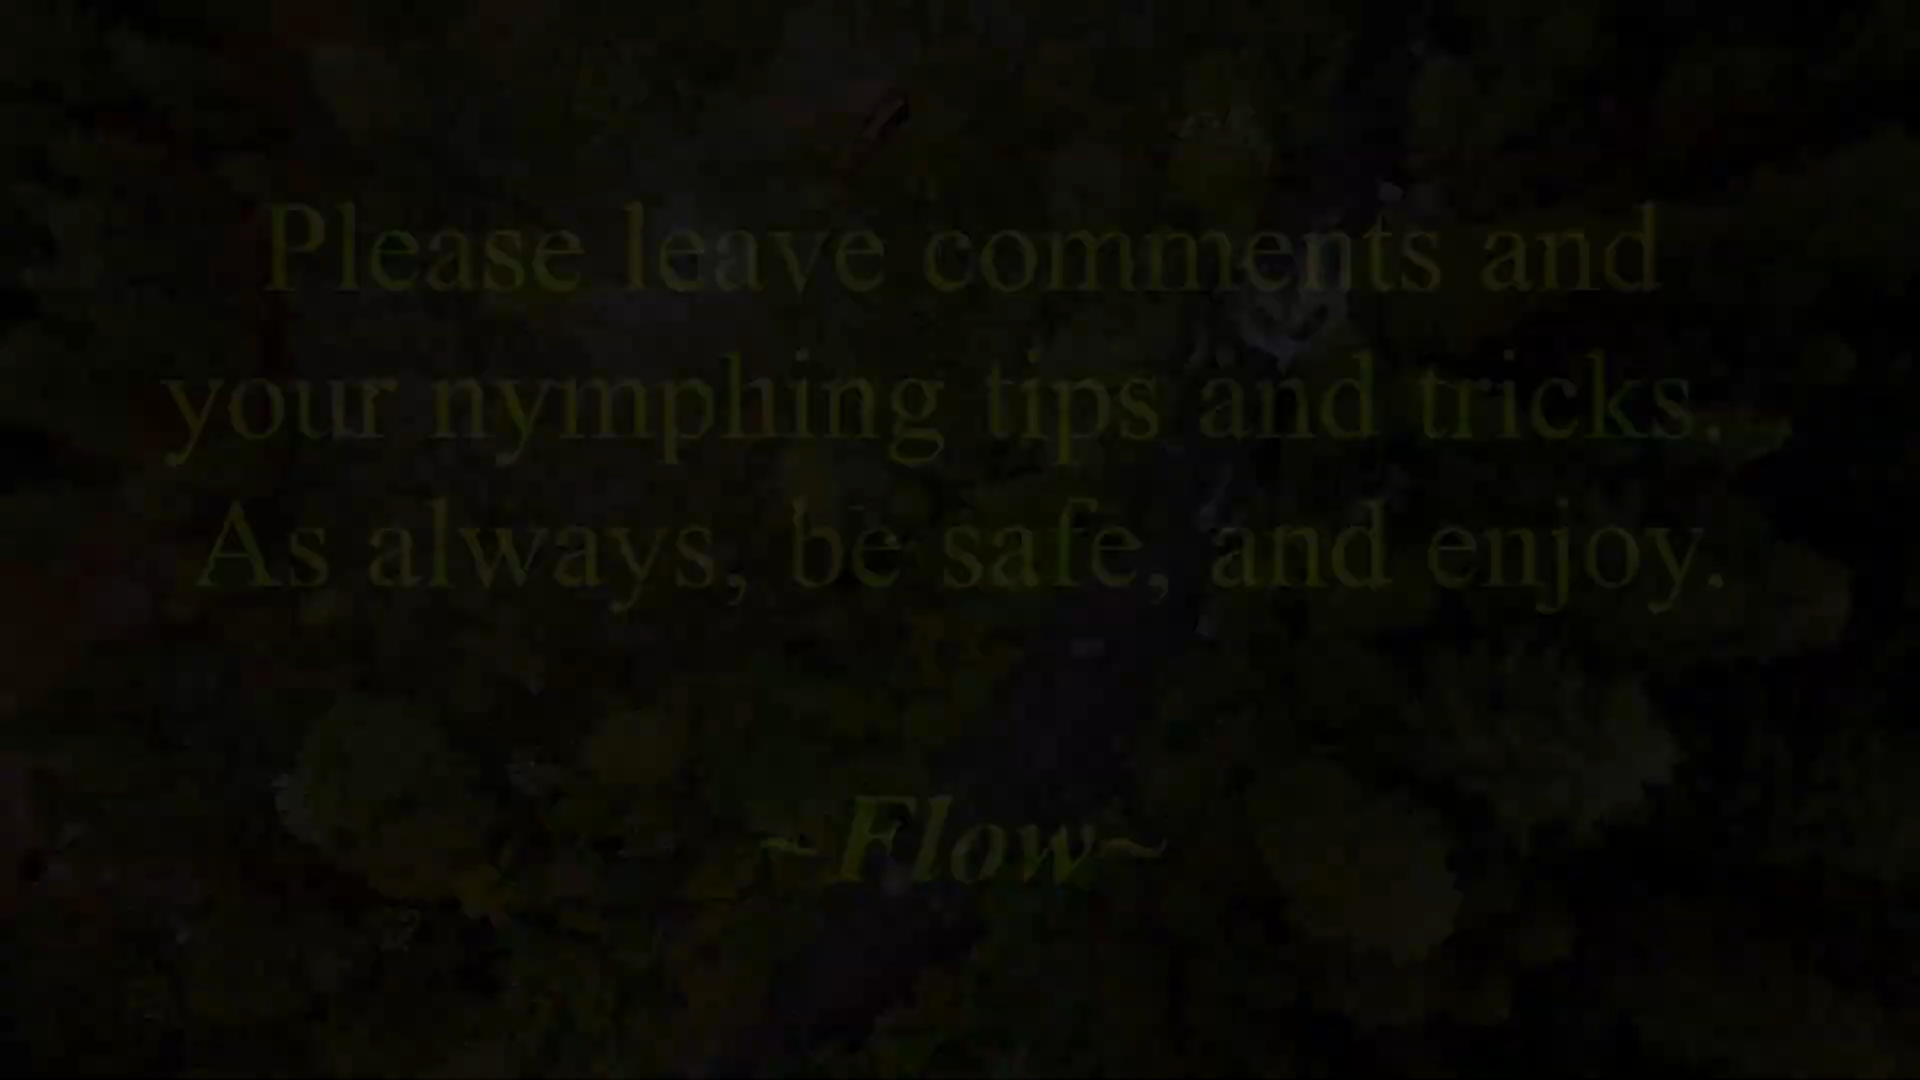 Please leave comments and
your nymphing tips and tricks.
As always, be safe, and enjoy.
~Flow~